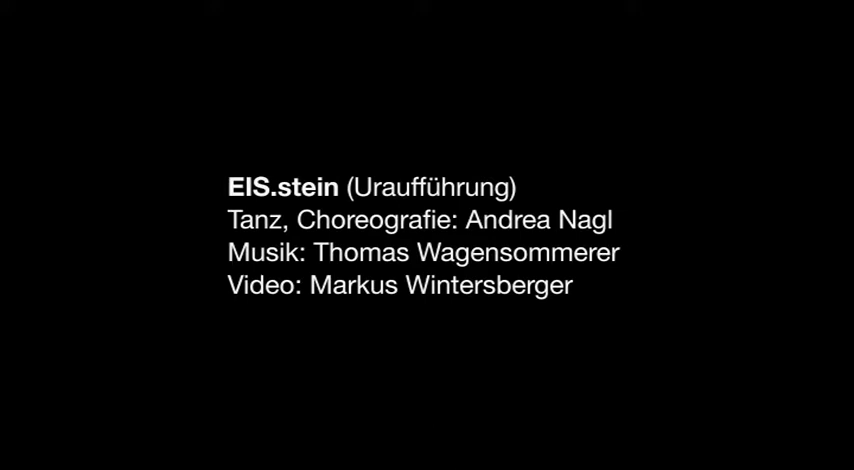 EIS.stein (Uraufführung)
Tanz, Choreografie: Andrea Nagl
Musik: Thomas Wagensommerer
Video: Markus Wintersberger